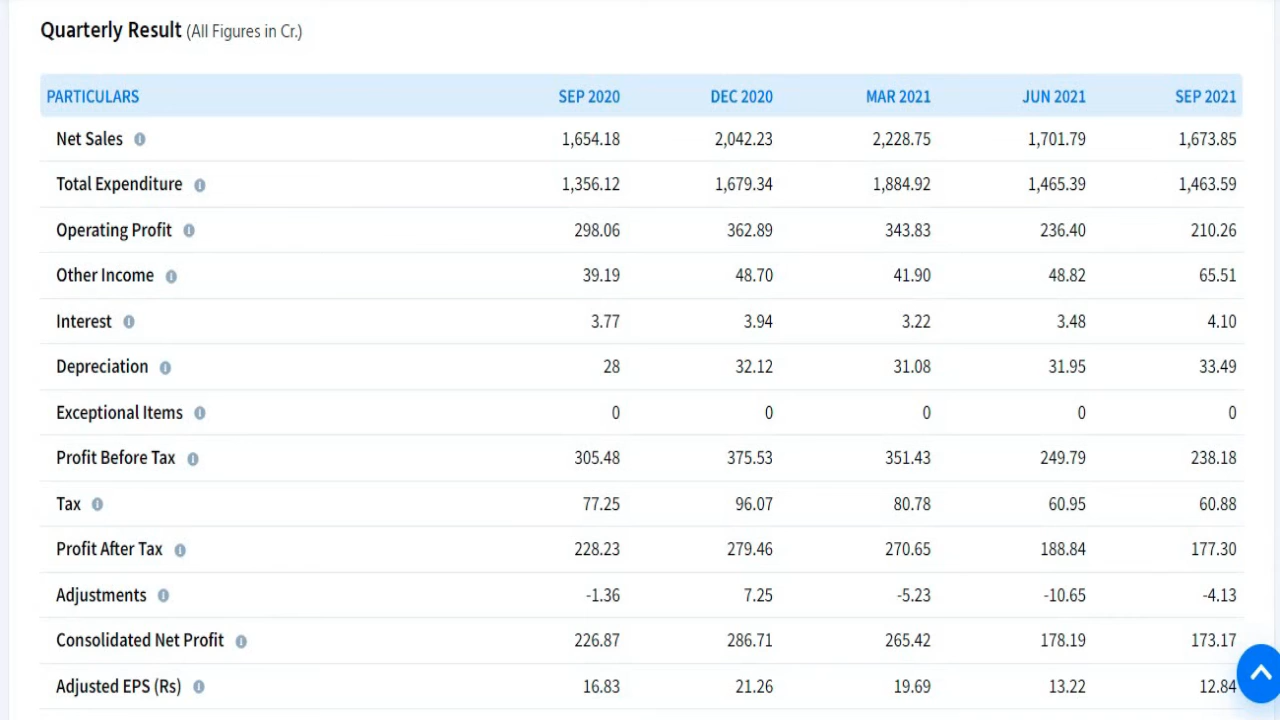 Quarterly Result (All Figures in Cr.)
PARTICULARS SEP 2020 DEC 2020 MAR 2021 JUN 2021 SEP 2021
Net Sales 1,654.18 2,042.23 2,228.75 1,701.79 1,673.85
Total Expenditure 1,356.12 1,679.34 1,884.92 1,465.39 1,463.59
Operating Profit 298.06 362.89 343.83 236.40 210.26
Other Income 39.19 48.70 41.90 48.82 65.51
Interest 3.77 3.94 3.22 3.48 4.10
Depreciation 28 32.12 31.08 31.95 33.49
Exceptional Items 0 0 0 0 0
Profit Before Tax 305.48 375.53 351.43 249.79 238.18
Tax 77.25 96.07 80.78 60.95 60.88
Profit After Tax 228.23 279.46 270.65 188.84 177.30
Adjustments -1.36 7.25 -5.23 -10.65 -4.13
Consolidated Net Profit 226.87 286.71 265.42 178.19 173.17
Adjusted EPS (Rs) 16.83 21.26 19.69 13.22 12.84